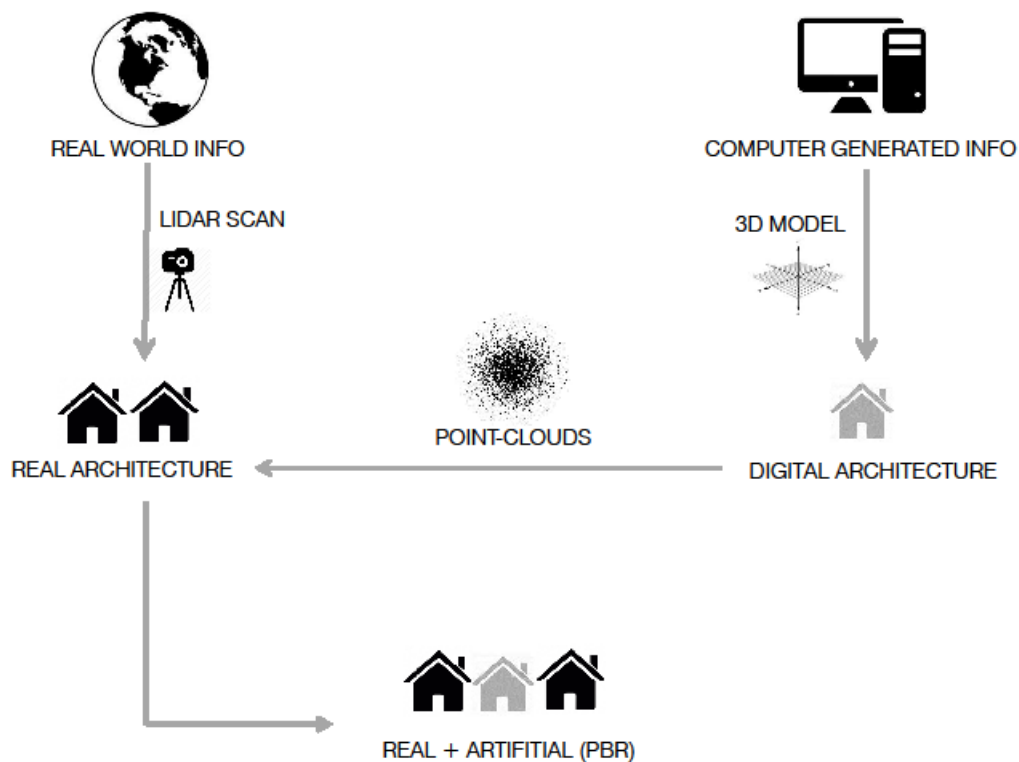 REAL WORLD INFO
COMPUTER GENERATED INFO
LIDAR SCAN
3D MODEL
POINT-CLOUDS
REAL ARCHITECTURE
DIGITAL ARCHITECTURE
REAL + ARTIFITIAL (PBR)